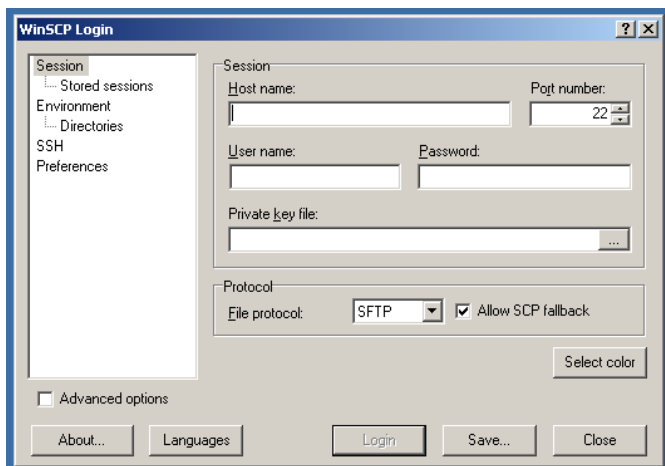 WinSCP Login
Session
Stored sessions
Environment
Directories
SSH
Preferences
Session
Host name:
Port number:
22
User name:
Password:
Private key file:
...
Protocol
File protocol:
SFTP
Allow SCP fallback
Select color
Advanced options
About...
Languages
Login
Save...
Close